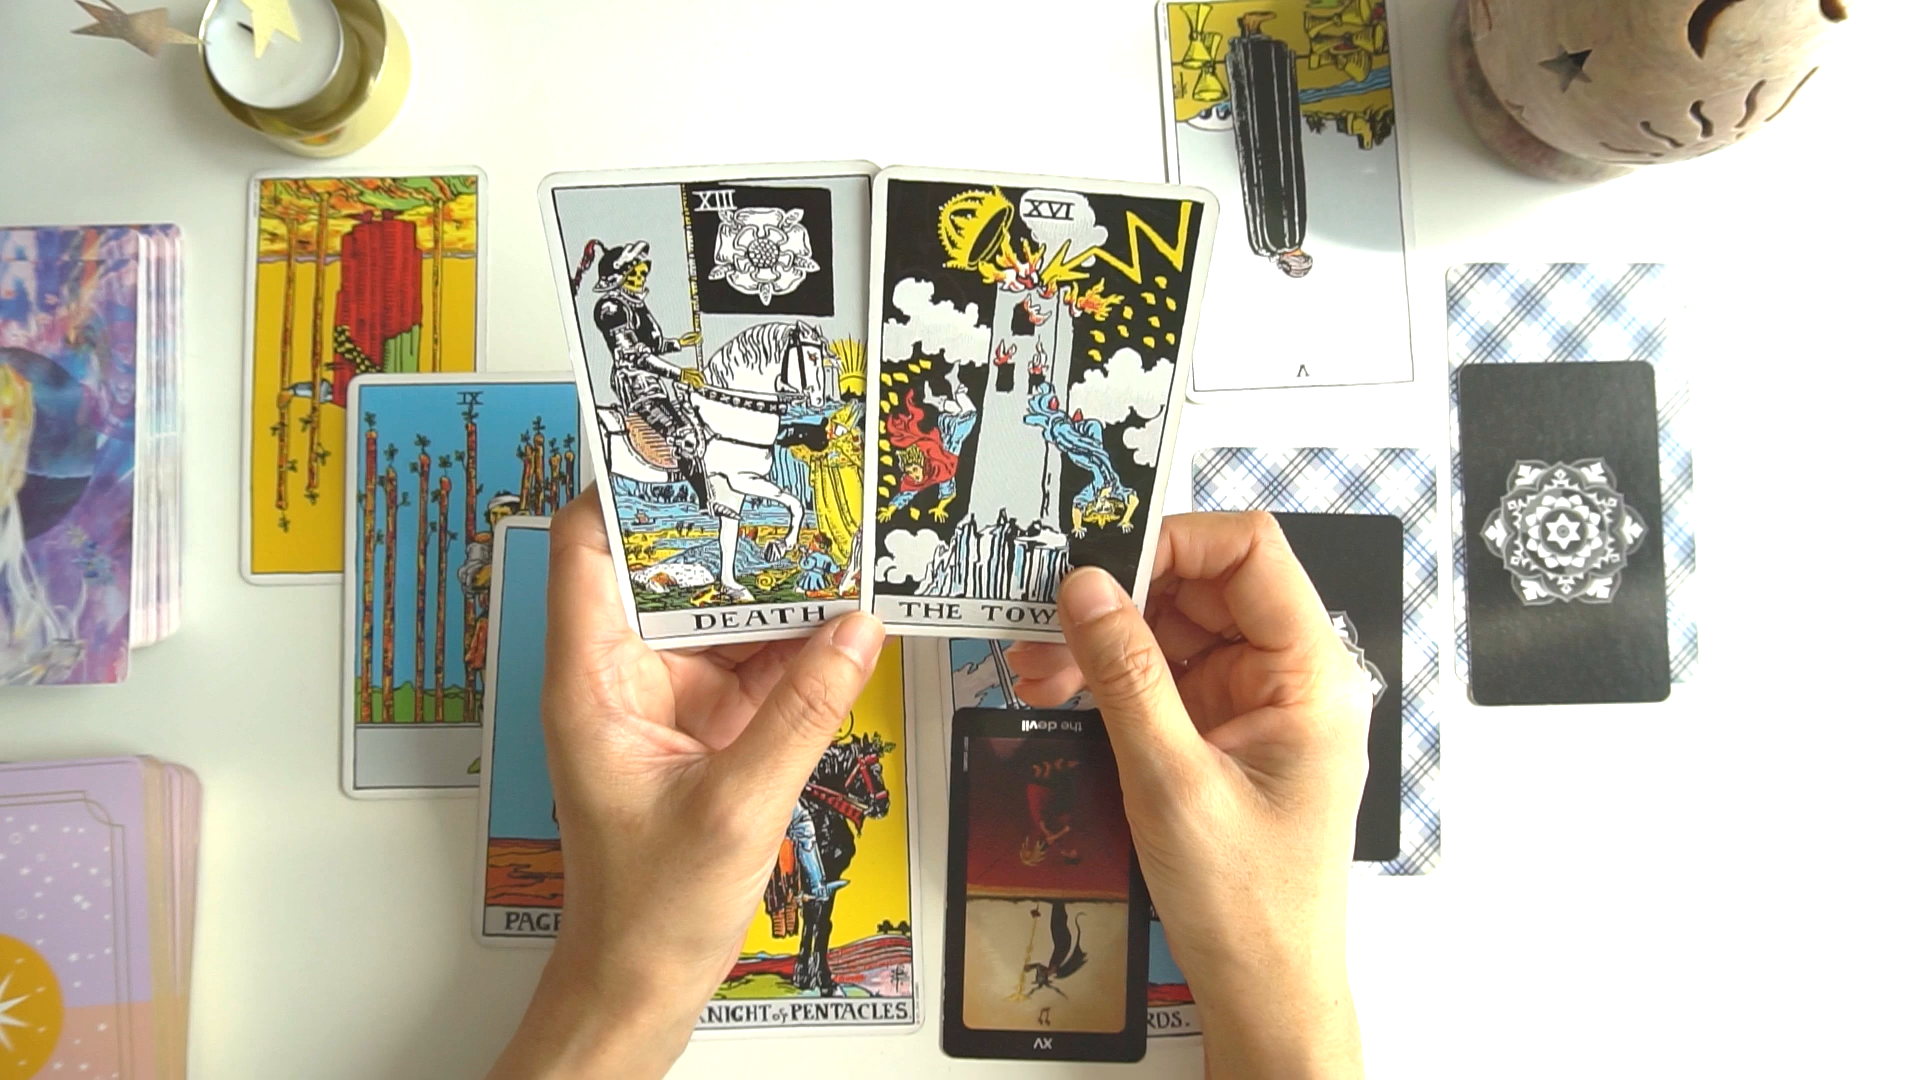 XIII
XVI
V
IX
DEATH
THE TOW
the devil
PAGE
KNIGHT of PENTACLES.
RDS.
XV